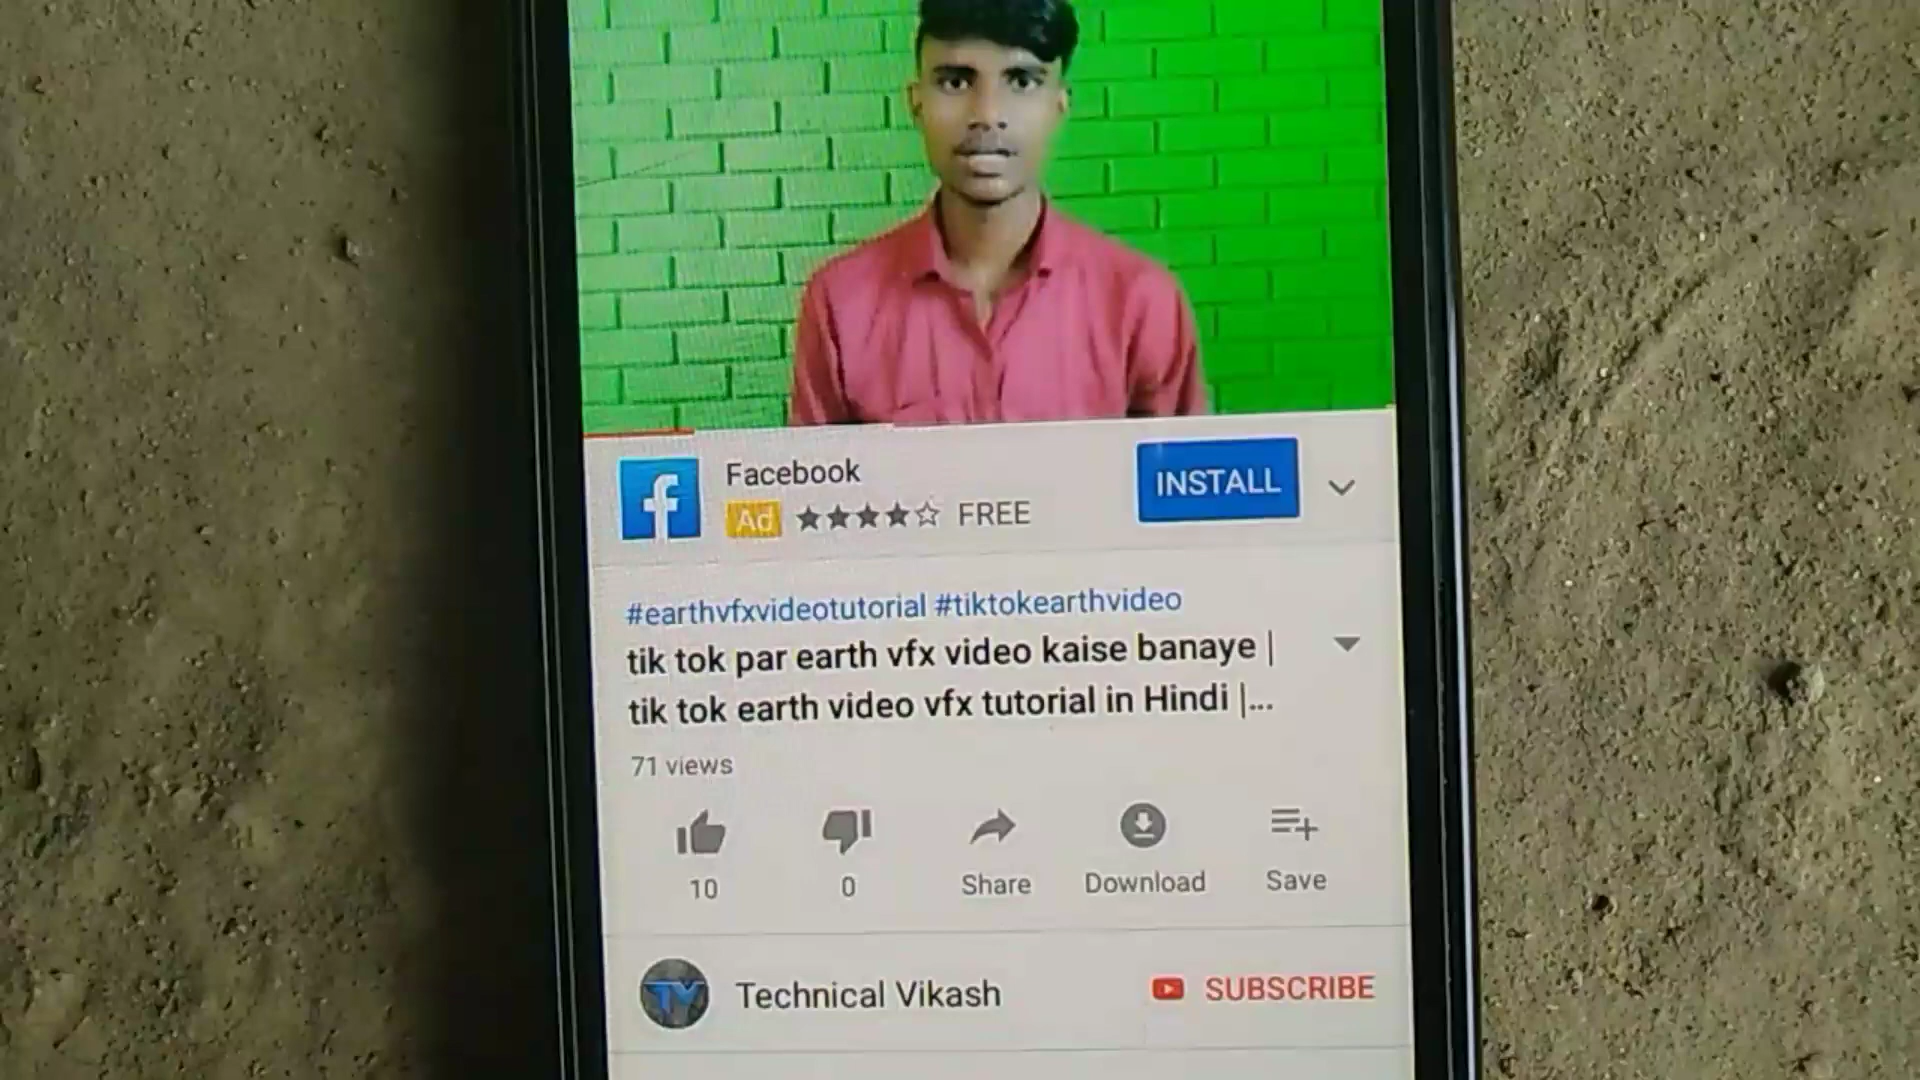 Facebook
Ad FREE
INSTALL
#earthvfxvideotutorial #tiktokearthvideo
tik tok par earth vfx video kaise banaye |
tik tok earth video vfx tutorial in Hindi |...
71 views
10 0 Share Download Save
TV Technical Vikash SUBSCRIBE